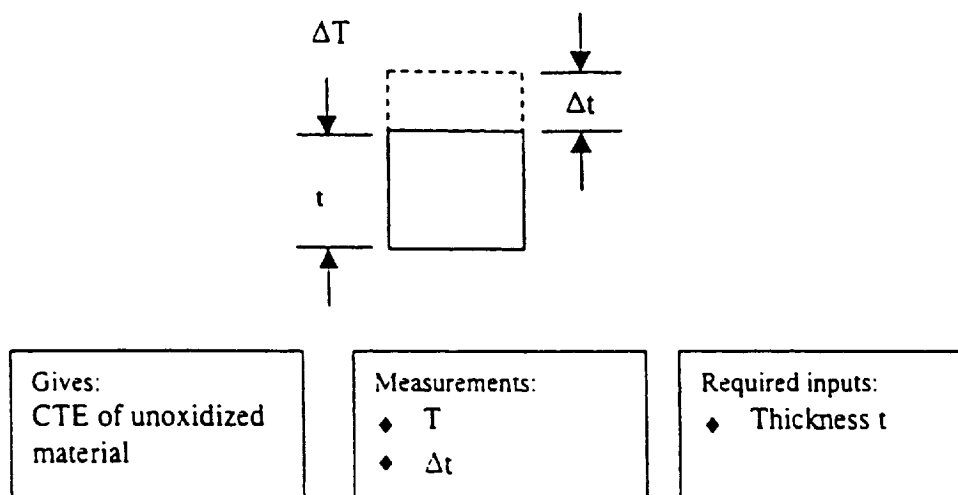 ΔT
Δt
t
Gives:
CTE of unoxidized
material
Measurements:
♦ T
♦ Δt
Required inputs:
♦ Thickness t